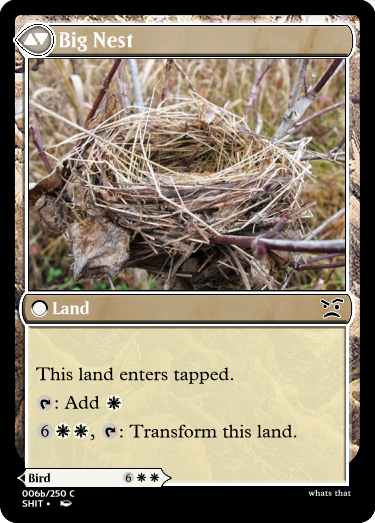 Big Nest
Land
This land enters tapped.
: Add
6 , : Transform this land.
Bird 6
006b/250 C
SHIT •
whats that